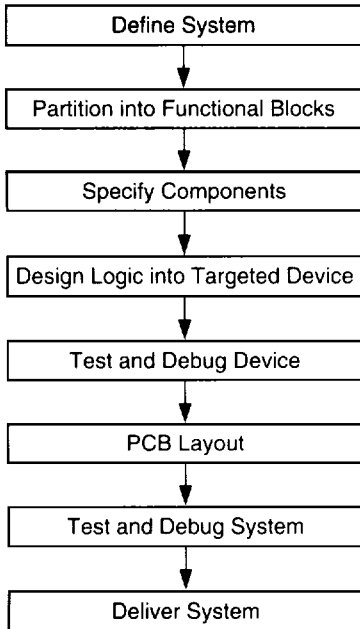 Define System
Partition into Functional Blocks
Specify Components
Design Logic into Targeted Device
Test and Debug Device
PCB Layout
Test and Debug System
Deliver System